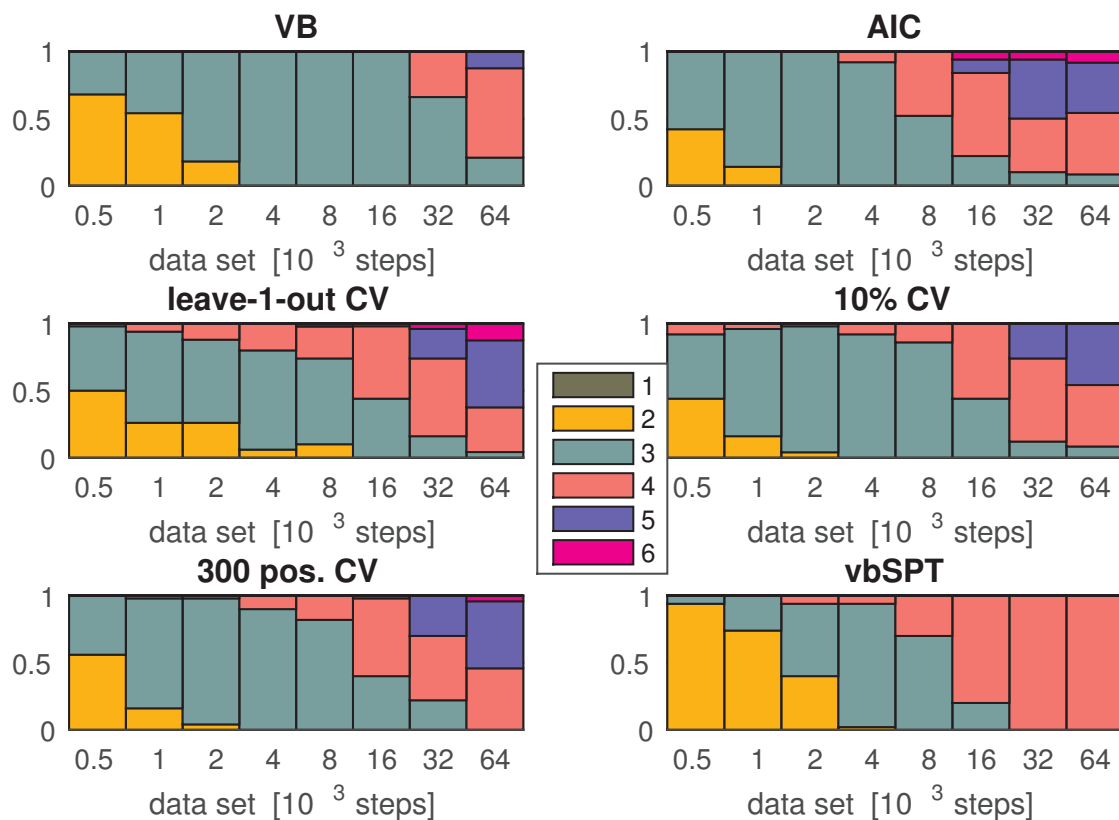 VB
1
0.5
0
0.5 1 2 4 8 16 32 64
data set [10 3 steps]
AIC
1
0.5
0
0.5 1 2 4 8 16 32 64
data set [10 3 steps]
leave-1-out CV
1
0.5
0
0.5 1 2 4 8 16 32 64
data set [10 3 steps]
10% CV
1
0.5
0
0.5 1 2 4 8 16 32 64
data set [10 3 steps]
1
2
3
4
5
6
300 pos. CV
1
0.5
0
0.5 1 2 4 8 16 32 64
data set [10 3 steps]
vbSPT
1
0.5
0
0.5 1 2 4 8 16 32 64
data set [10 3 steps]